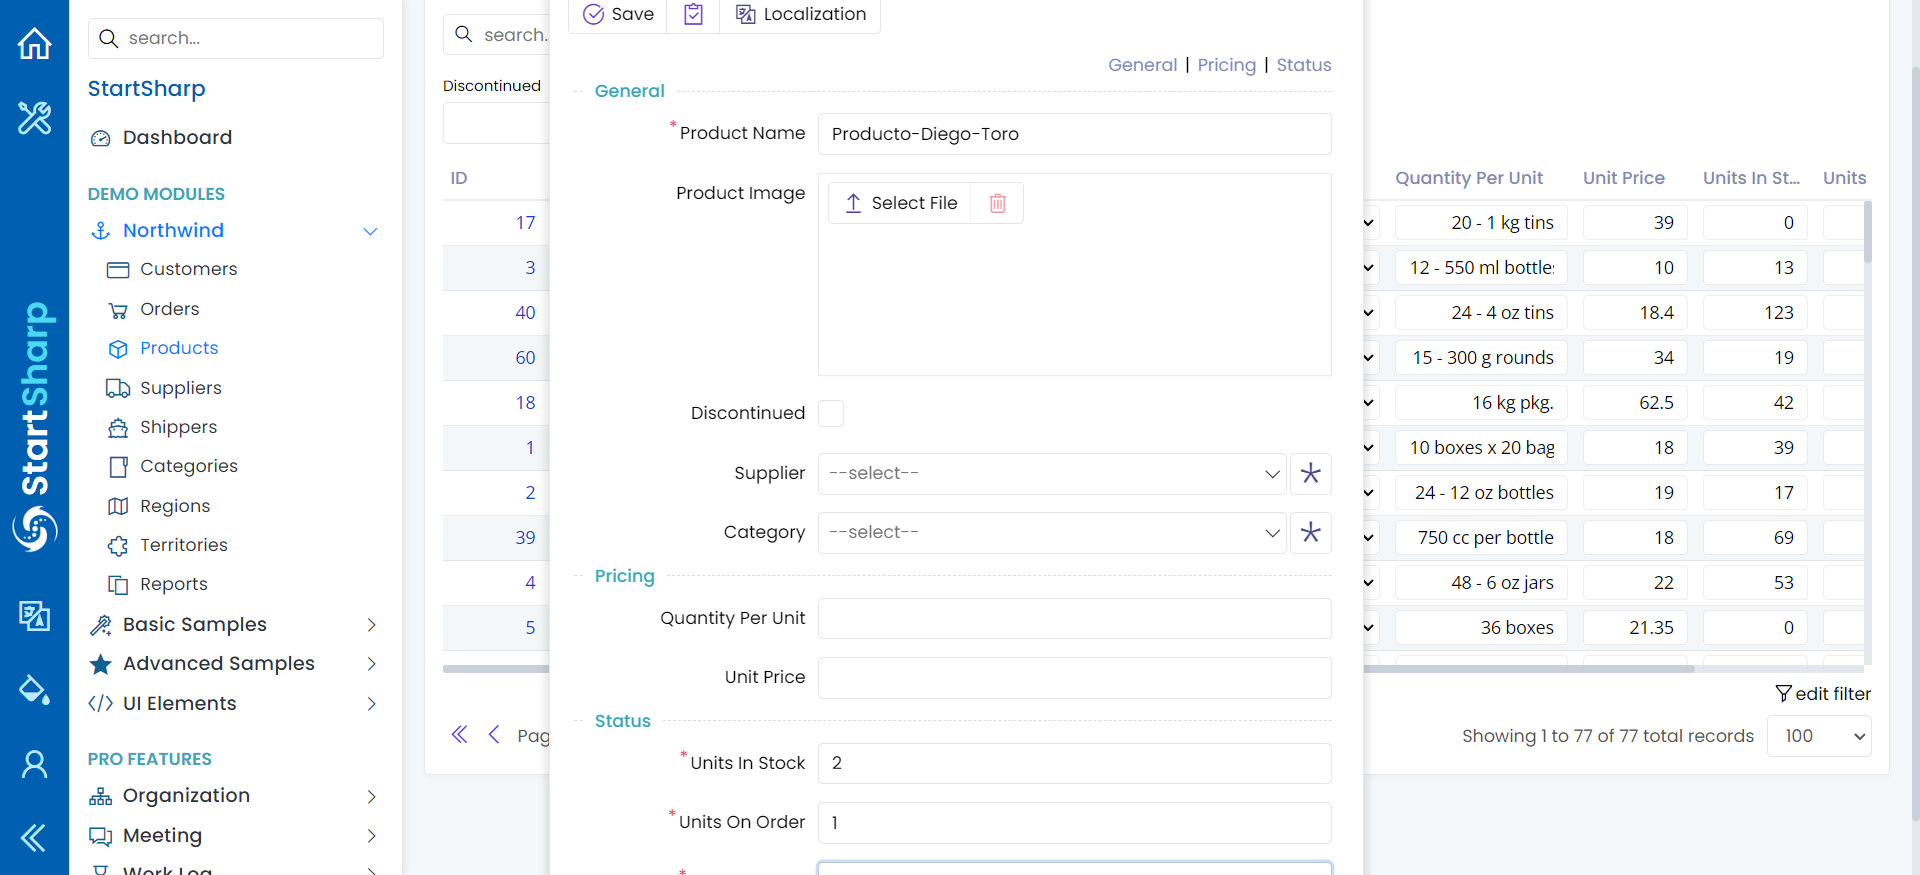 StartSharp
search...
StartSharp
Dashboard
DEMO MODULES
Northwind
Customers
Orders
Products
Suppliers
Shippers
Categories
Regions
Territories
Reports
Basic Samples
Advanced Samples
UI Elements
PRO FEATURES
Organization
Meeting
Work Log
search.
Discontinued
ID
17
3
40
60
18
1
2
39
4
5
Pag
Save
Localization
General | Pricing | Status
General
*Product Name Producto-Diego-Toro
Product Image Select File
Discontinued
Supplier --select--
Category --select--
Pricing
Quantity Per Unit
Unit Price
Status
*Units In Stock 2
*Units On Order 1
*
Quantity Per Unit Unit Price Units In St... Units
20 - 1 kg tins 39 0
12 - 550 ml bottle 10 13
24 - 4 oz tins 18.4 123
15 - 300 g rounds 34 19
16 kg pkg. 62.5 42
10 boxes x 20 bag 18 39
24 - 12 oz bottles 19 17
750 cc per bottle 18 69
48 - 6 oz jars 22 53
36 boxes 21.35 0
edit filter
Showing 1 to 77 of 77 total records 100